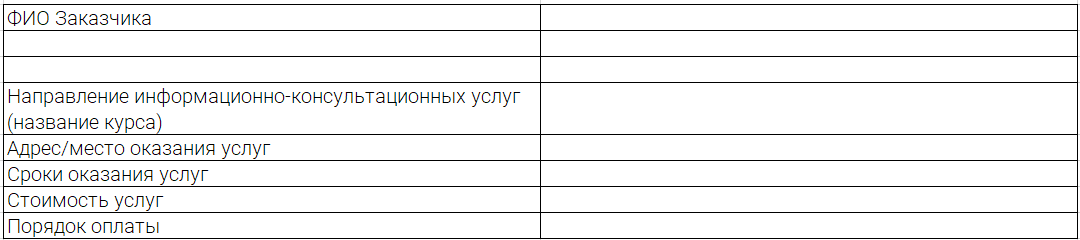 ФИО Заказчика
Направление информационно-консультационных услуг
(название курса)
Адрес/место оказания услуг
Сроки оказания услуг
Стоимость услуг
Порядок оплаты